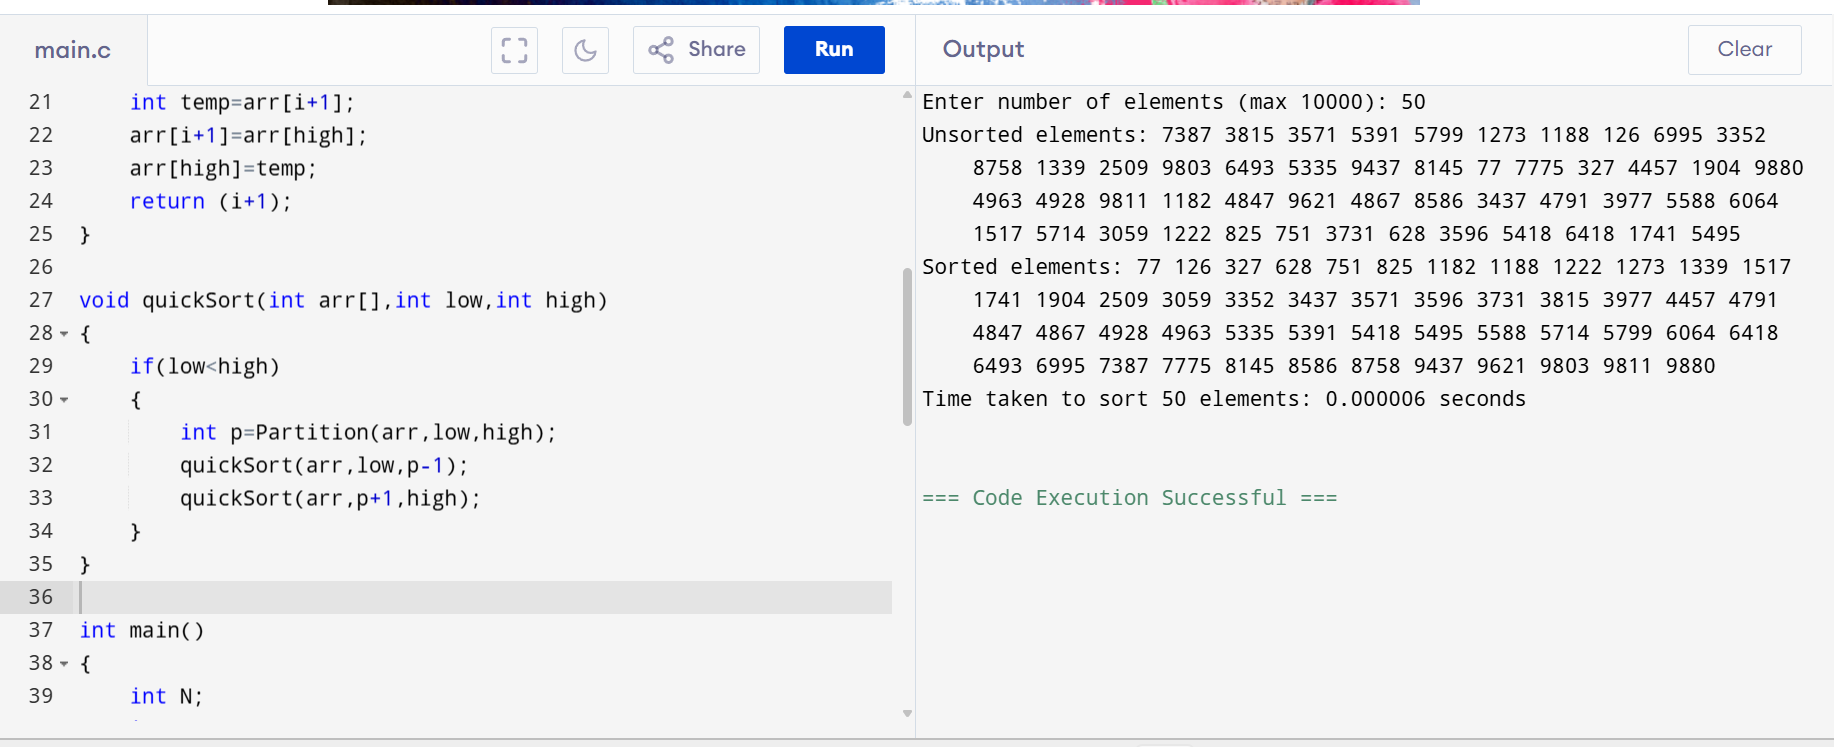 main.c
Share
Run
Output
Clear
21 int temp=arr[i+1];
22 arr[i+1]=arr[high];
23 arr[high]=temp;
24 return (i+1);
25 }
26
27 void quickSort(int arr[],int low,int high)
28 {
29 if(low<high)
30 {
31 int p=Partition(arr,low,high);
32 quickSort(arr,low,p-1);
33 quickSort(arr,p+1,high);
34 }
35 }
36
37 int main()
38 {
39 int N;
Enter number of elements (max 10000): 50
Unsorted elements: 7387 3815 3571 5391 5799 1273 1188 126 6995 3352
8758 1339 2509 9803 6493 5335 9437 8145 77 7775 327 4457 1904 9880
4963 4928 9811 1182 4847 9621 4867 8586 3437 4791 3977 5588 6064
1517 5714 3059 1222 825 751 3731 628 3596 5418 6418 1741 5495
Sorted elements: 77 126 327 628 751 825 1182 1188 1222 1273 1339 1517
1741 1904 2509 3059 3352 3437 3571 3596 3731 3815 3977 4457 4791
4847 4867 4928 4963 5335 5391 5418 5495 5588 5714 5799 6064 6418
6493 6995 7387 7775 8145 8586 8758 9437 9621 9803 9811 9880
Time taken to sort 50 elements: 0.000006 seconds
=== Code Execution Successful ===